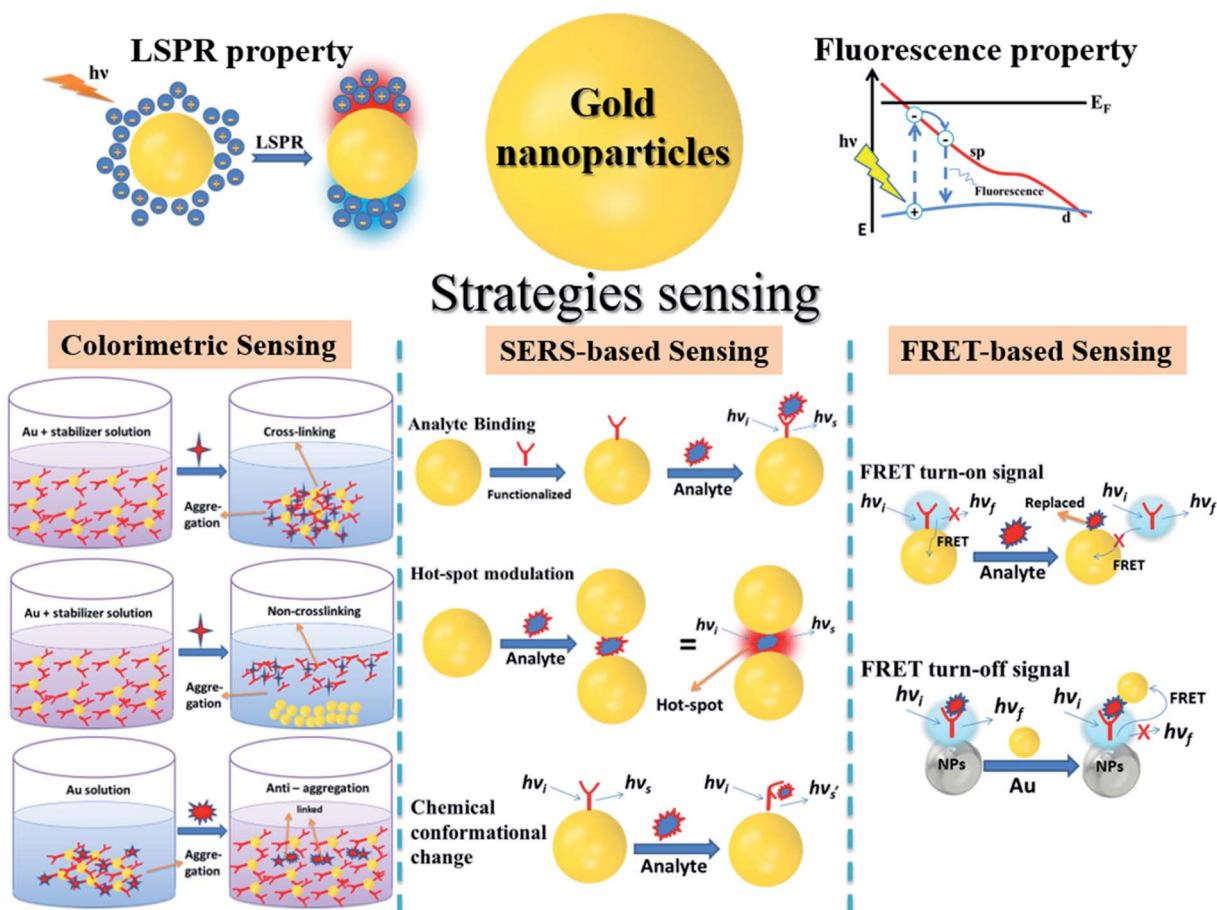 LSPR property
hν
LSPR
Gold
nanoparticles
Fluorescence property
E_F
hν
sp
Fluorescence
E
d
Strategies sensing
Colorimetric Sensing
Au + stabilizer solution
Cross-linking
Aggre-
gation
Au + stabilizer solution
Non-crosslinking
Aggre-
gation
Au solution
Anti – aggregation
linked
Aggre-
gation
SERS-based Sensing
Analyte Binding
Functionalized
Analyte
hν_i
hν_s
Hot-spot modulation
Analyte
=
hν_i
hν_s
Hot-spot
Chemical
conformational
change
hν_i
hν_s
Analyte
hν_i
hν_s'
FRET-based Sensing
FRET turn-on signal
hν_i
X
hν_f
FRET
Analyte
Replaced
hν_i
hν_f
X
FRET
FRET turn-off signal
hν_i
hν_f
NPs
Au
hν_i
FRET
X
hν_f
NPs